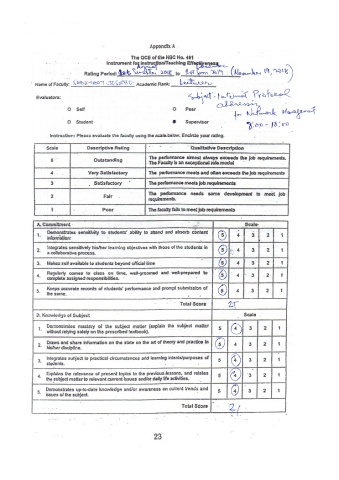 Appendix A
The QCE of the NBC No. 461
Instrument for Instruction/Teaching Effectiveness
Rating Period: 2018 to 2019 (November 19, 2018)
Name of Faculty: Academic Rank: Lecturer
Subject: Internet Protocol
Evaluators: addressing
O Self O Peer for Network Management
O Student Supervisor
Instruction: Please evaluate the faculty using the scale below. Encircle your rating.
Scale Descriptive Rating Qualitative Description
5 Outstanding The performance almost always exceeds the job requirements. The Faculty is an exceptional role model
4 Very Satisfactory The performance meets and often exceeds the job requirements
3 Satisfactory The performance meets job requirements
2 Fair The performance needs some development to meet job requirements.
1 Poor The faculty fails to meet job requirements
A. Commitment Scale
1. Demonstrates sensitivity to students' ability to attend and absorb content information: 5 4 3 2 1
2. Integrates sensitively his/her learning objectives with those of the students in a collaborative process. 5 4 3 2 1
3. Makes self available to students beyond official time 5 4 3 2 1
4. Regularly comes to class on time, well-groomed and well-prepared to complete assigned responsibilities. 5 4 3 2 1
5. Keeps accurate records of students' performance and prompt submission of the same. 5 4 3 2 1
Total Score 25
B. Knowledge of Subject Scale
1. Demonstrates mastery of the subject matter (explain the subject matter without relying solely on the prescribed textbook). 5 4 3 2 1
2. Draws and share information on the state on the art of theory and practice in his/her discipline. 5 4 3 2 1
3. Integrates subject to practical circumstances and learning intents/purposes of students. 5 4 3 2 1
4. Explains the relevance of present topics to the previous lessons, and relates the subject matter to relevant current issues and/or daily life activities. 5 4 3 2 1
5. Demonstrates up-to-date knowledge and/or awareness on current trends and issues of the subject. 5 4 3 2 1
Total Score 21
23